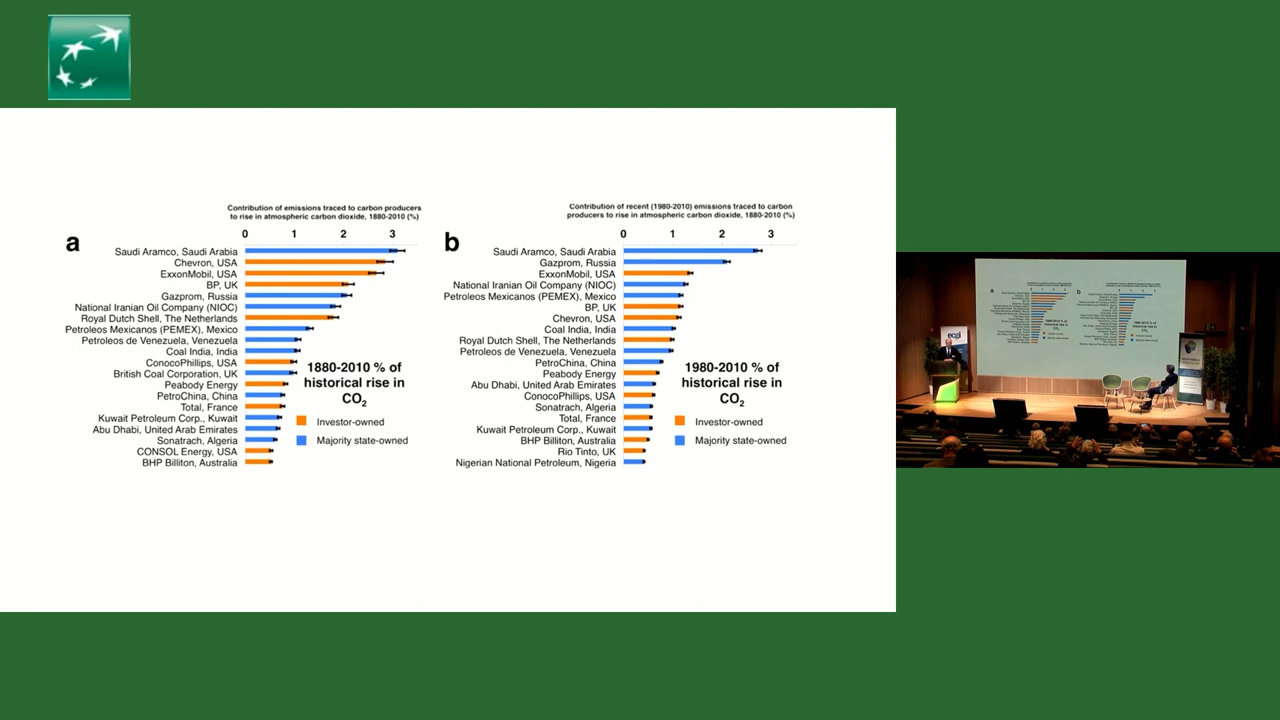 Contribution of emissions traced to carbon producers
to rise in atmospheric carbon dioxide, 1880-2010 (%)
a
0 1 2 3
Saudi Aramco, Saudi Arabia
Chevron, USA
ExxonMobil, USA
BP, UK
Gazprom, Russia
National Iranian Oil Company (NIOC)
Royal Dutch Shell, The Netherlands
Petroleos Mexicanos (PEMEX), Mexico
Petroleos de Venezuela, Venezuela
Coal India, India
ConocoPhillips, USA
British Coal Corporation, UK
Peabody Energy
PetroChina, China
Total, France
Kuwait Petroleum Corp., Kuwait
Abu Dhabi, United Arab Emirates
Sonatrach, Algeria
CONSOL Energy, USA
BHP Billiton, Australia
1880-2010 % of
historical rise in
CO2
Investor-owned
Majority state-owned
Contribution of recent (1980-2010) emissions traced to carbon
producers to rise in atmospheric carbon dioxide, 1880-2010 (%)
b
0 1 2 3
Saudi Aramco, Saudi Arabia
Gazprom, Russia
ExxonMobil, USA
National Iranian Oil Company (NIOC)
Petroleos Mexicanos (PEMEX), Mexico
BP, UK
Chevron, USA
Coal India, India
Royal Dutch Shell, The Netherlands
Petroleos de Venezuela, Venezuela
PetroChina, China
Peabody Energy
Abu Dhabi, United Arab Emirates
ConocoPhillips, USA
Sonatrach, Algeria
Total, France
Kuwait Petroleum Corp., Kuwait
BHP Billiton, Australia
Rio Tinto, UK
Nigerian National Petroleum, Nigeria
1980-2010 % of
historical rise in
CO2
Investor-owned
Majority state-owned
ecgi